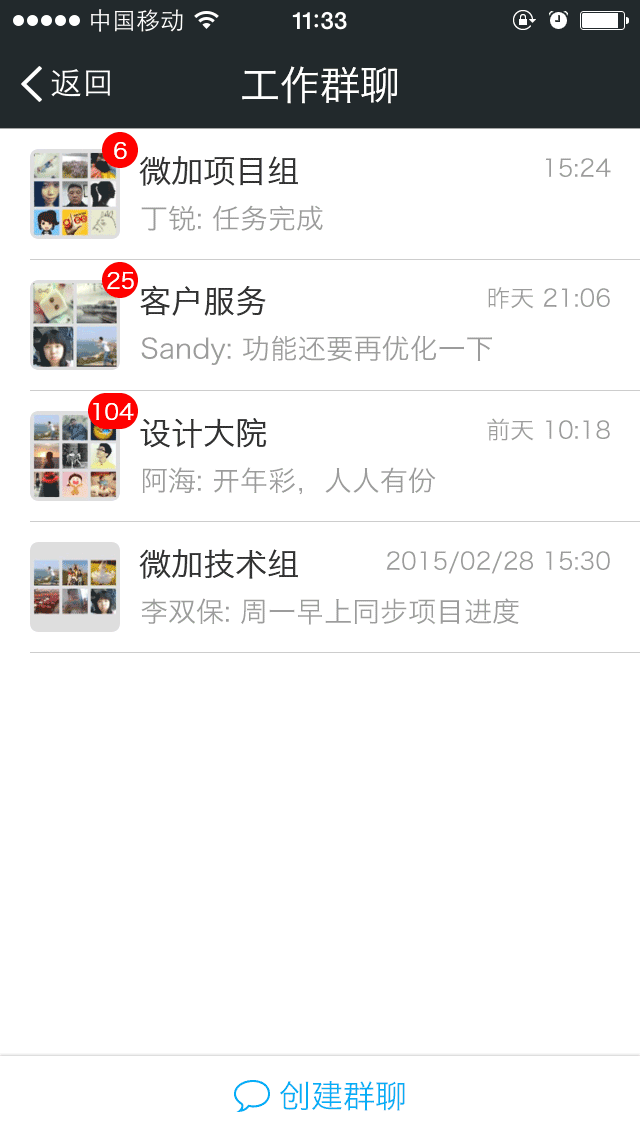 中国移动 11:33
返回 工作群聊
6
微加项目组 15:24
丁锐: 任务完成
25
客户服务 昨天 21:06
Sandy: 功能还要再优化一下
104
设计大院 前天 10:18
阿海: 开年彩，人人有份
微加技术组 2015/02/28 15:30
李双保: 周一早上同步项目进度
创建群聊